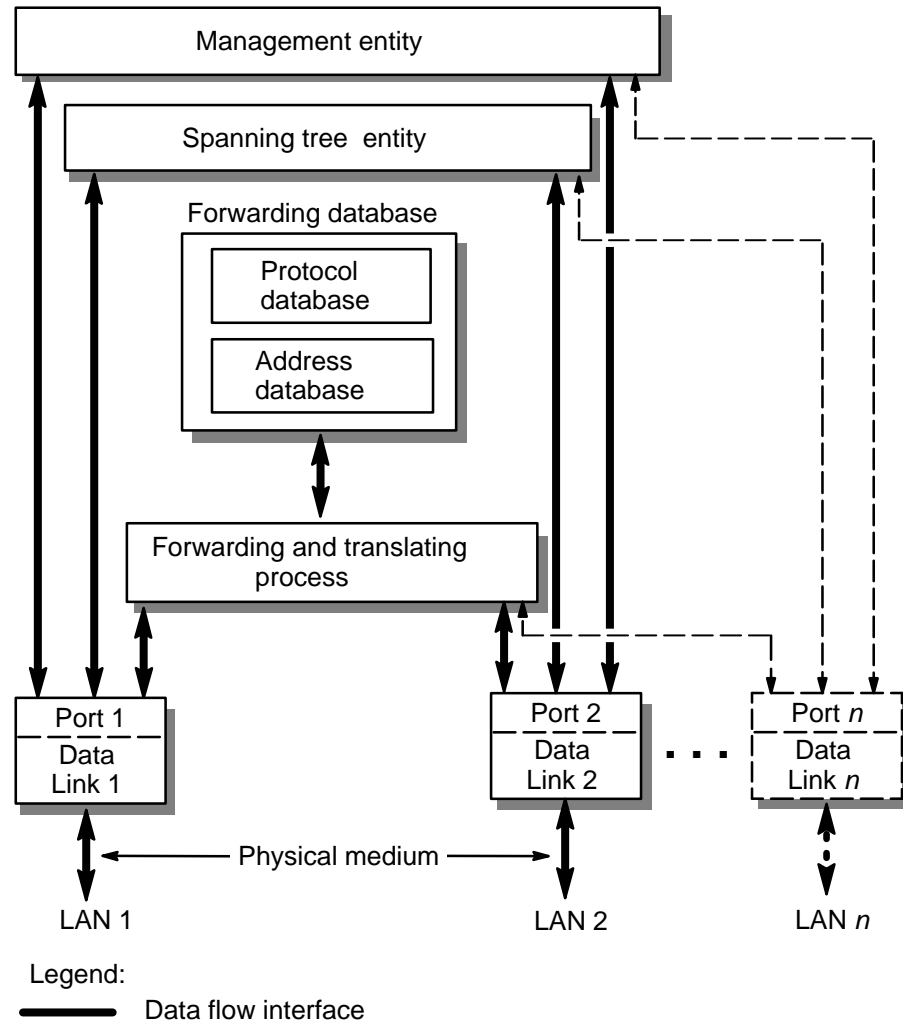 Management entity
Spanning tree entity
Forwarding database
Protocol
database
Address
database
Forwarding and translating
process
Port 1
Data
Link 1
Port 2
Data
Link 2
. . .
Port n
Data
Link n
Physical medium
LAN 1
LAN 2
LAN n
Legend:
Data flow interface